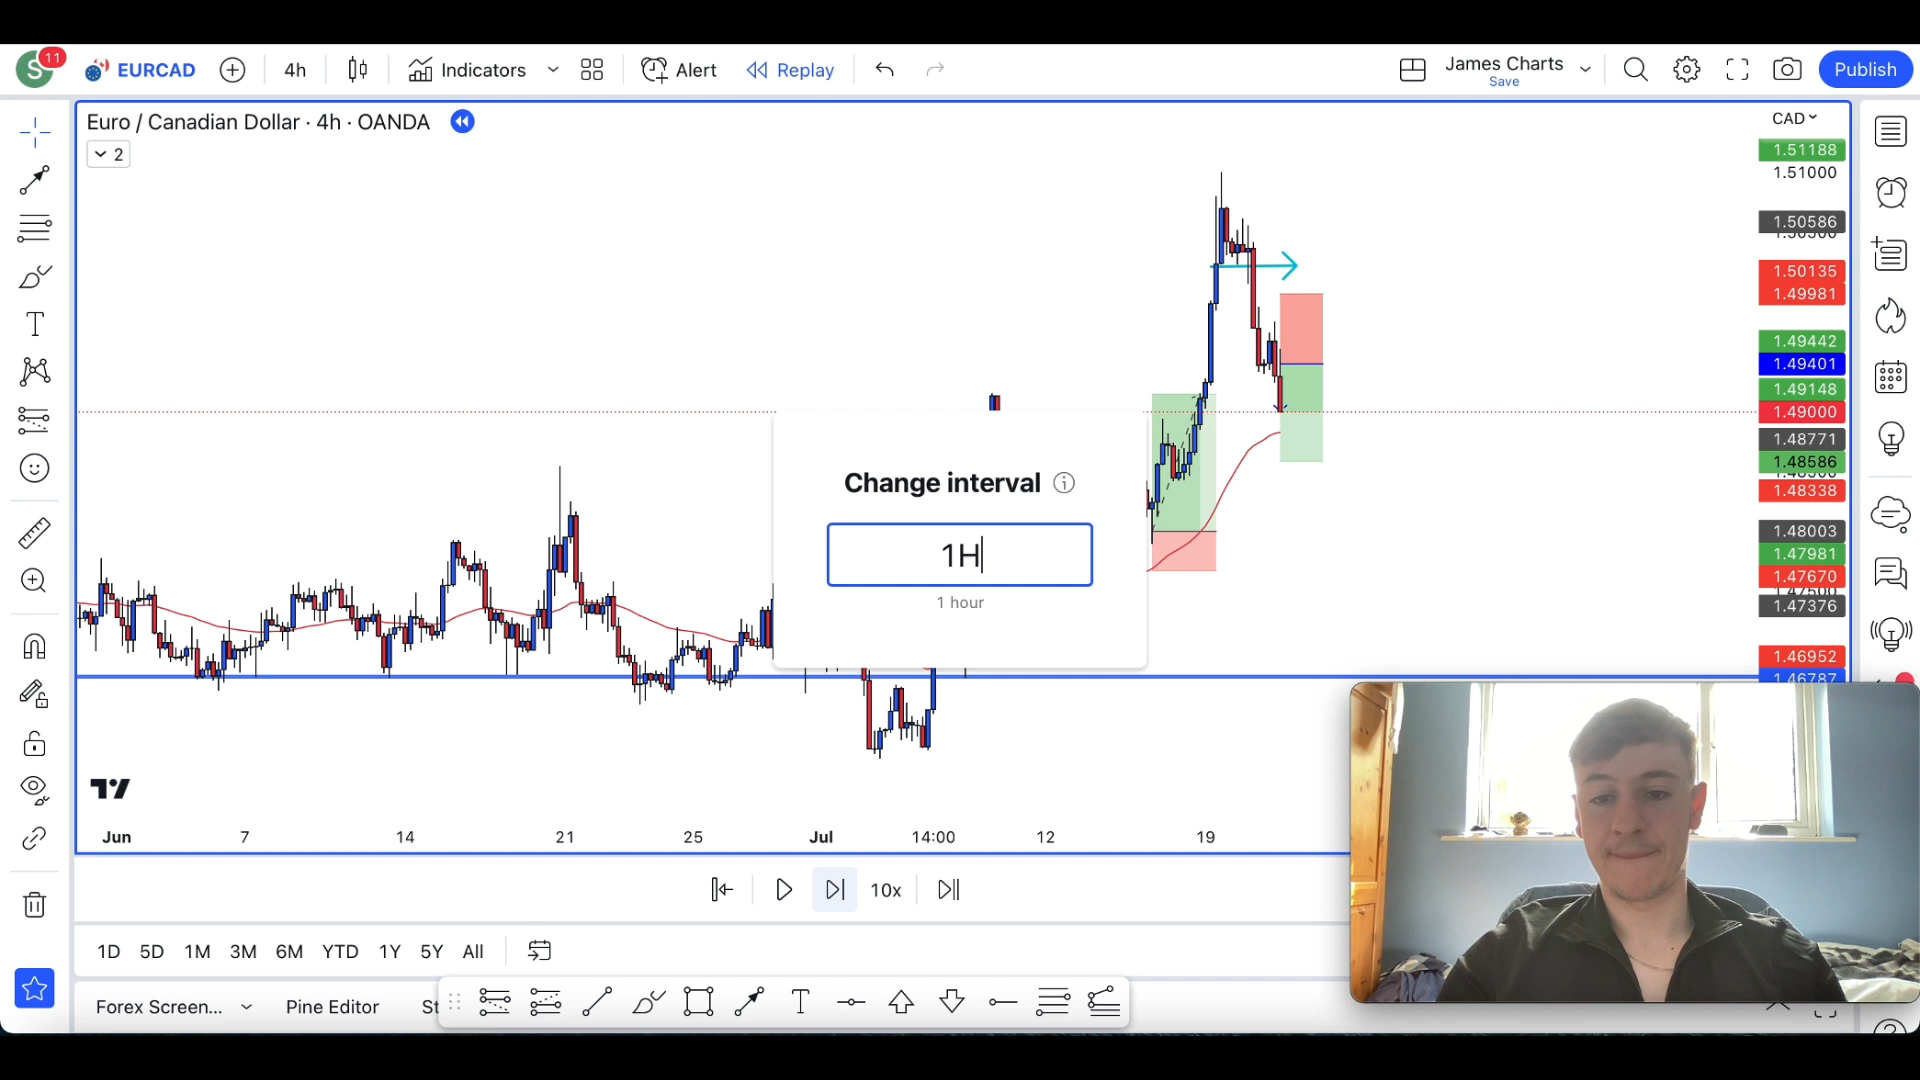 S
11
EURCAD
4h
Indicators
Alert
Replay
James Charts
Save
Publish
Euro / Canadian Dollar · 4h · OANDA
2
CAD
1.51188
1.51000
1.50586
1.50135
1.49981
1.49442
1.49401
1.49148
1.49000
1.48771
1.48586
1.48338
1.48003
1.47981
1.47670
1.47376
1.46952
1.46787
Change interval
1H
1 hour
Jun
7
14
21
25
Jul
14:00
12
19
10x
1D 5D 1M 3M 6M YTD 1Y 5Y All
Forex Screen...
Pine Editor
St